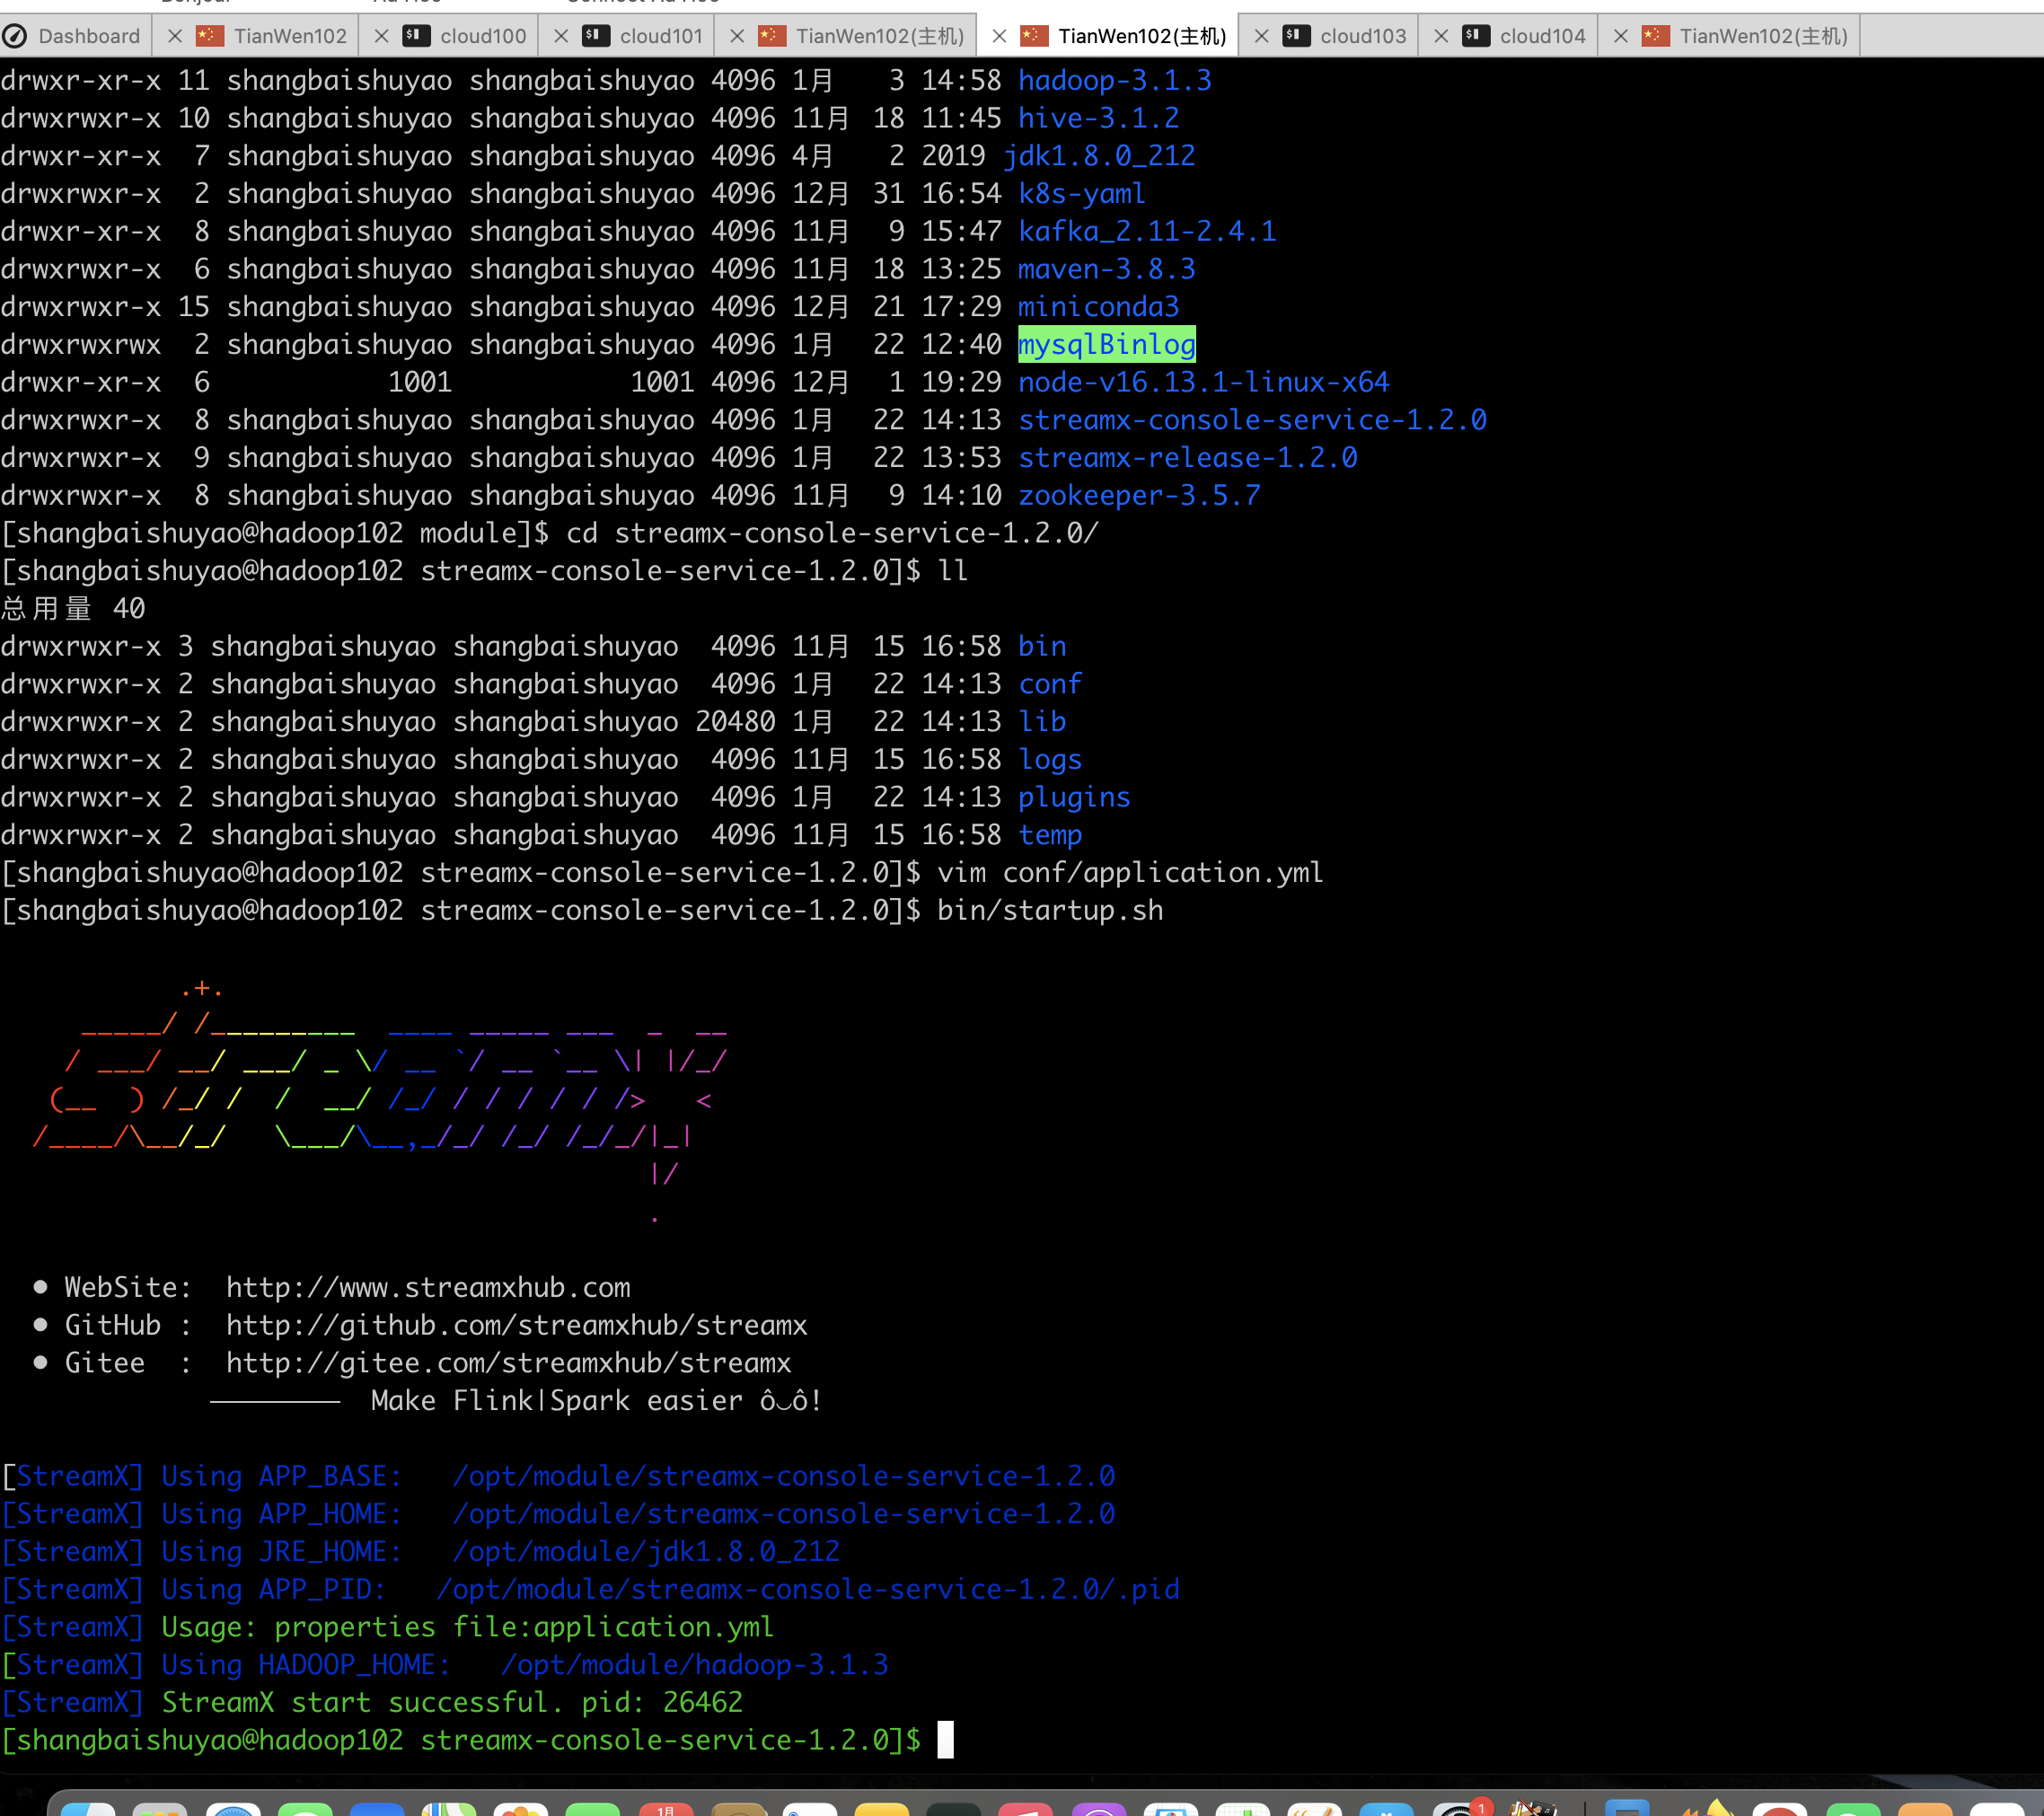 Dashboard TianWen102 cloud100 cloud101 TianWen102(主机) TianWen102(主机) cloud103 cloud104 TianWen102(主机)
drwxr-xr-x 11 shangbaishuyao shangbaishuyao 4096 1月   3 14:58 hadoop-3.1.3
drwxrwxr-x 10 shangbaishuyao shangbaishuyao 4096 11月  18 11:45 hive-3.1.2
drwxr-xr-x  7 shangbaishuyao shangbaishuyao 4096 4月   2 2019 jdk1.8.0_212
drwxrwxr-x  2 shangbaishuyao shangbaishuyao 4096 12月  31 16:54 k8s-yaml
drwxr-xr-x  8 shangbaishuyao shangbaishuyao 4096 11月   9 15:47 kafka_2.11-2.4.1
drwxrwxr-x  6 shangbaishuyao shangbaishuyao 4096 11月  18 13:25 maven-3.8.3
drwxrwxr-x 15 shangbaishuyao shangbaishuyao 4096 12月  21 17:29 miniconda3
drwxrwxrwx  2 shangbaishuyao shangbaishuyao 4096 1月   22 12:40 mysqlBinlog
drwxr-xr-x  6           1001           1001 4096 12月   1 19:29 node-v16.13.1-linux-x64
drwxrwxr-x  8 shangbaishuyao shangbaishuyao 4096 1月   22 14:13 streamx-console-service-1.2.0
drwxrwxr-x  9 shangbaishuyao shangbaishuyao 4096 1月   22 13:53 streamx-release-1.2.0
drwxrwxr-x  8 shangbaishuyao shangbaishuyao 4096 11月   9 14:10 zookeeper-3.5.7
[shangbaishuyao@hadoop102 module]$ cd streamx-console-service-1.2.0/
[shangbaishuyao@hadoop102 streamx-console-service-1.2.0]$ ll
总用量 40
drwxrwxr-x 3 shangbaishuyao shangbaishuyao  4096 11月  15 16:58 bin
drwxrwxr-x 2 shangbaishuyao shangbaishuyao  4096 1月   22 14:13 conf
drwxrwxr-x 2 shangbaishuyao shangbaishuyao 20480 1月   22 14:13 lib
drwxrwxr-x 2 shangbaishuyao shangbaishuyao  4096 11月  15 16:58 logs
drwxrwxr-x 2 shangbaishuyao shangbaishuyao  4096 1月   22 14:13 plugins
drwxrwxr-x 2 shangbaishuyao shangbaishuyao  4096 11月  15 16:58 temp
[shangbaishuyao@hadoop102 streamx-console-service-1.2.0]$ vim conf/application.yml
[shangbaishuyao@hadoop102 streamx-console-service-1.2.0]$ bin/startup.sh
• WebSite:  http://www.streamxhub.com
• GitHub :  http://github.com/streamxhub/streamx
• Gitee  :  http://gitee.com/streamxhub/streamx
────────  Make Flink|Spark easier ô‿ô!
[StreamX] Using APP_BASE:   /opt/module/streamx-console-service-1.2.0
[StreamX] Using APP_HOME:   /opt/module/streamx-console-service-1.2.0
[StreamX] Using JRE_HOME:   /opt/module/jdk1.8.0_212
[StreamX] Using APP_PID:   /opt/module/streamx-console-service-1.2.0/.pid
[StreamX] Usage: properties file:application.yml
[StreamX] Using HADOOP_HOME:   /opt/module/hadoop-3.1.3
[StreamX] StreamX start successful. pid: 26462
[shangbaishuyao@hadoop102 streamx-console-service-1.2.0]$
1月 1